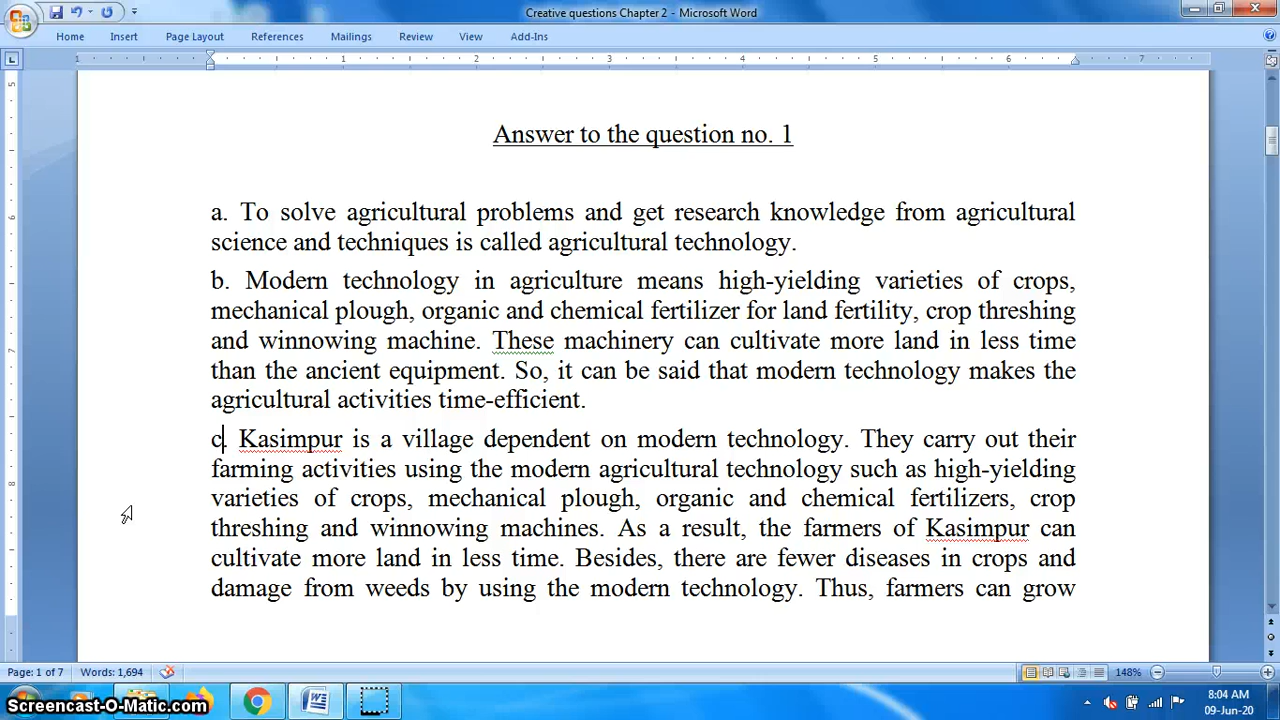 Creative questions Chapter 2 - Microsoft Word
Home Insert Page Layout References Mailings Review View Add-Ins
1 1 2 3 4 5 6 7
Answer to the question no. 1
a. To solve agricultural problems and get research knowledge from agricultural
science and techniques is called agricultural technology.
b. Modern technology in agriculture means high-yielding varieties of crops,
mechanical plough, organic and chemical fertilizer for land fertility, crop threshing
and winnowing machine. These machinery can cultivate more land in less time
than the ancient equipment. So, it can be said that modern technology makes the
agricultural activities time-efficient.
c. Kasimpur is a village dependent on modern technology. They carry out their
farming activities using the modern agricultural technology such as high-yielding
varieties of crops, mechanical plough, organic and chemical fertilizers, crop
threshing and winnowing machines. As a result, the farmers of Kasimpur can
cultivate more land in less time. Besides, there are fewer diseases in crops and
damage from weeds by using the modern technology. Thus, farmers can grow
Page: 1 of 7 Words: 1,694 148%
Screencast-O-Matic.com
8:04 AM
09-Jun-20